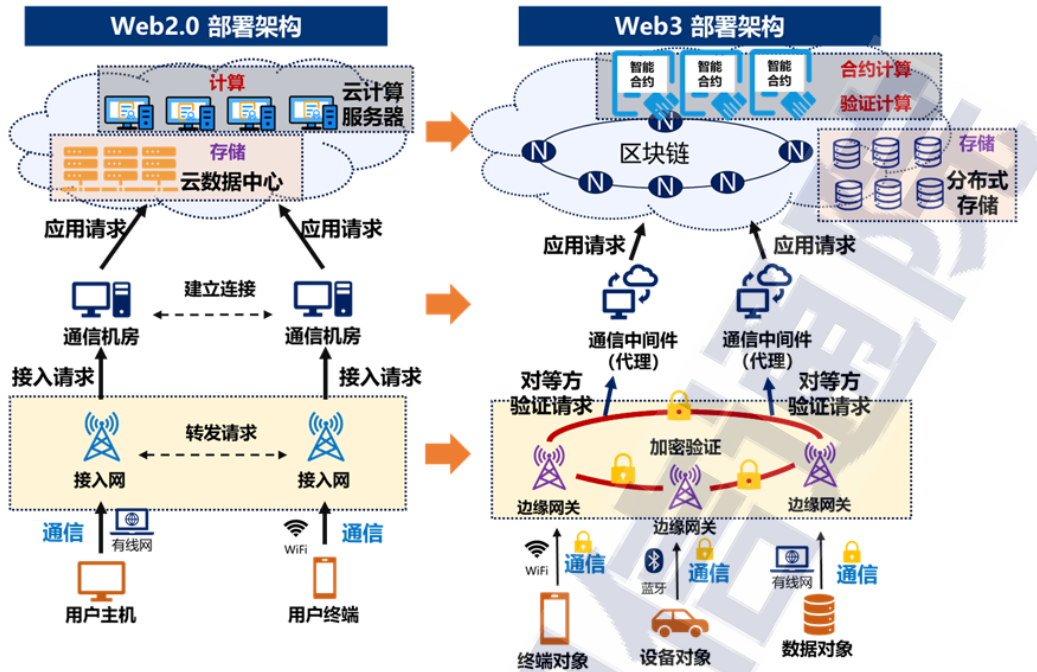 Web2.0 部署架构
计算
云计算
服务器
存储
云数据中心
应用请求
应用请求
建立连接
通信机房
通信机房
接入请求
接入请求
转发请求
接入网
接入网
通信
有线网
WiFi
通信
用户主机
用户终端
Web3 部署架构
智能
合约
智能
合约
智能
合约
合约计算
验证计算
N
N
N
N
N
N
区块链
存储
分布式
存储
应用请求
应用请求
通信中间件
(代理)
通信中间件
(代理)
对等方
验证请求
对等方
验证请求
加密验证
边缘网关
边缘网关
边缘网关
WiFi
通信
蓝牙
通信
有线网
通信
终端对象
设备对象
数据对象